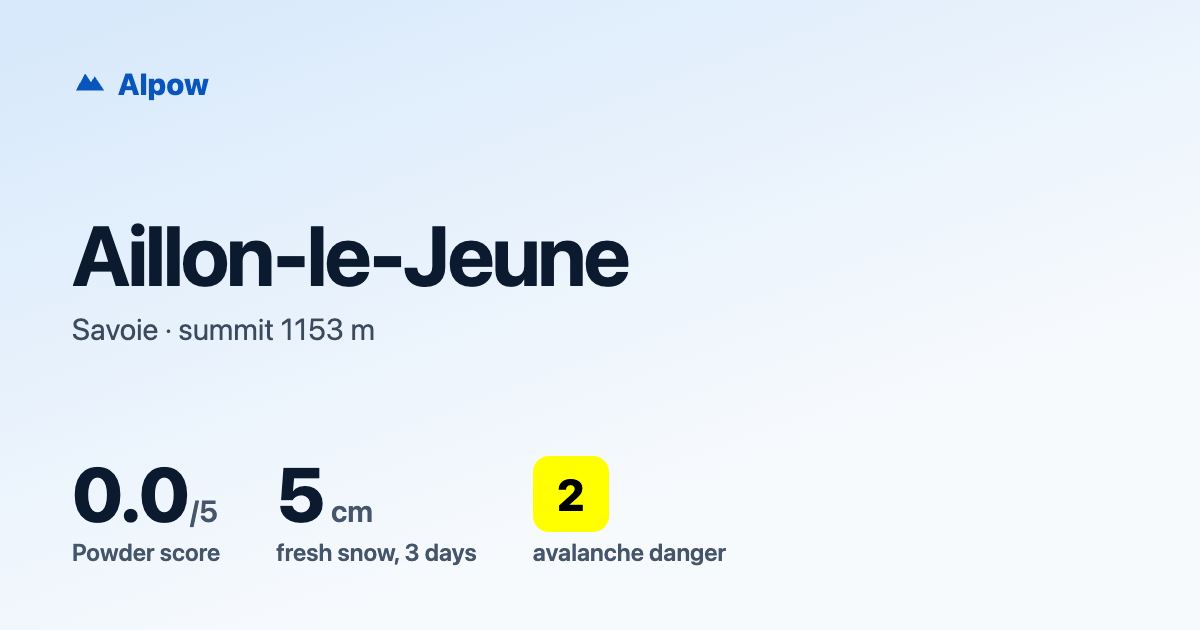 Alpow
Aillon-le-Jeune
Savoie · summit 1153 m
0.0/5
Powder score
5 cm
fresh snow, 3 days
2
avalanche danger